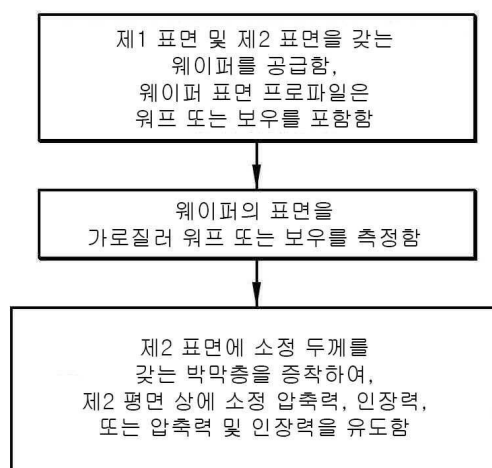 제1 표면 및 제2 표면을 갖는
웨이퍼를 공급함,
웨이퍼 표면 프로파일은
워프 또는 보우를 포함함
웨이퍼의 표면을
가로질러 워프 또는 보우를 측정함
제2 표면에 소정 두께를
갖는 박막층을 증착하여,
제2 평면 상에 소정 압축력, 인장력,
또는 압축력 및 인장력을 유도함